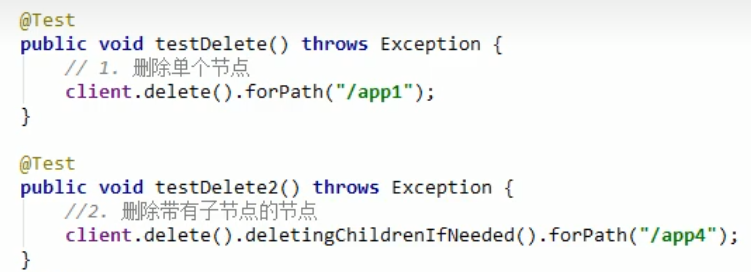 @Test
public void testDelete() throws Exception {
    // 1. 删除单个节点
    client.delete().forPath("/app1");
}
@Test
public void testDelete2() throws Exception {
    //2. 删除带有子节点的节点
    client.delete().deletingChildrenIfNeeded().forPath("/app4");
}